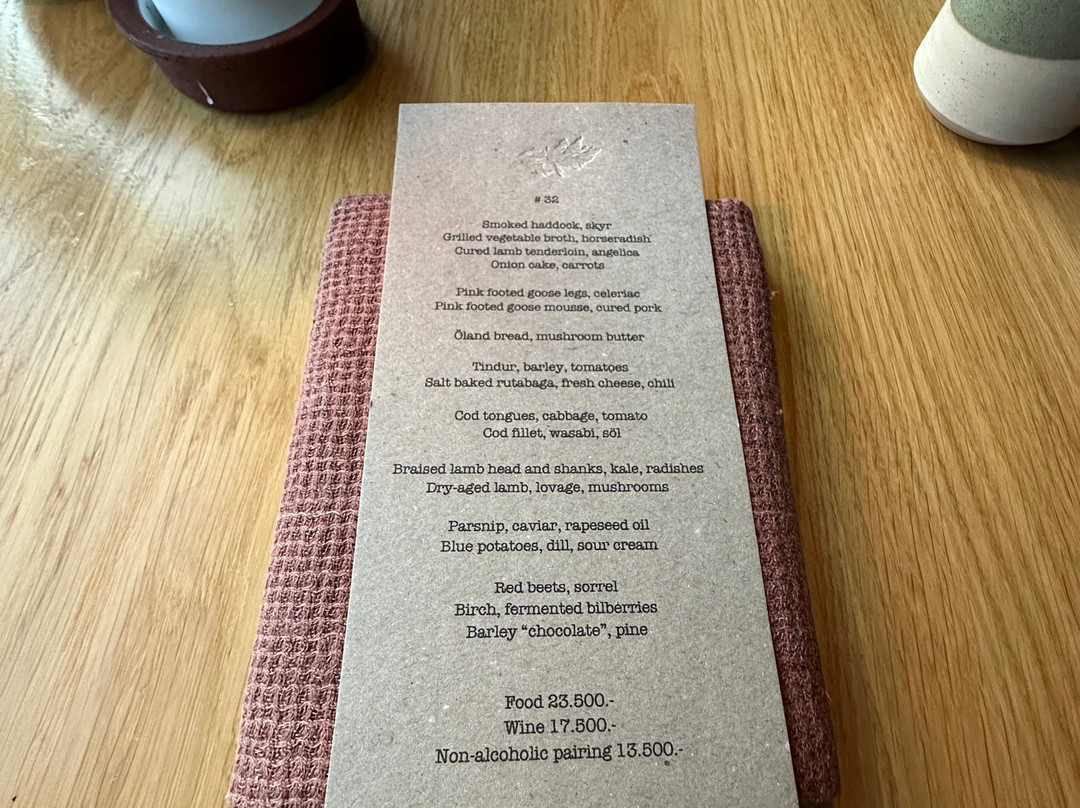 # 32
Smoked haddock, skyr
Grilled vegetable broth, horseradish
Cured lamb tenderloin, angelica
Onion cake, carrots
Pink footed goose legs, celeriac
Pink footed goose mousse, cured pork
Öland bread, mushroom butter
Tindur, barley, tomatoes
Salt baked rutabaga, fresh cheese, chili
Cod tongues, cabbage, tomato
Cod fillet, wasabi, söl
Braised lamb head and shanks, kale, radishes
Dry-aged lamb, lovage, mushrooms
Parsnip, caviar, rapeseed oil
Blue potatoes, dill, sour cream
Red beets, sorrel
Birch, fermented bilberries
Barley “chocolate”, pine
Food 23.500.-
Wine 17.500.-
Non-alcoholic pairing 13.500.-